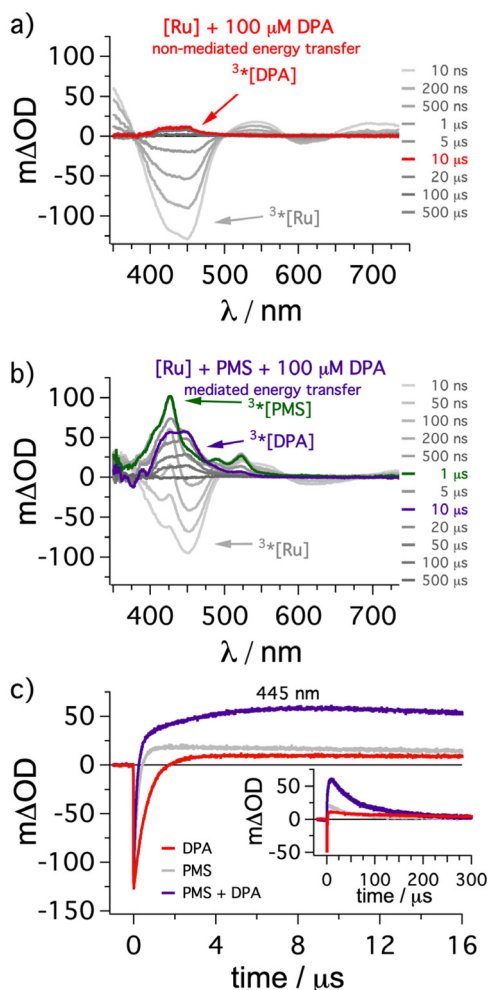 a)
[Ru] + 100 μM DPA
non-mediated energy transfer
³*[DPA]
³*[Ru]
100
50
0
-50
-100
mΔOD
400 500 600 700
λ / nm
10 ns
200 ns
500 ns
1 μs
5 μs
10 μs
20 μs
100 μs
500 μs
b)
[Ru] + PMS + 100 μM DPA
mediated energy transfer
³*[PMS]
³*[DPA]
³*[Ru]
100
50
0
-50
-100
mΔOD
400 500 600 700
λ / nm
10 ns
50 ns
100 ns
200 ns
500 ns
1 μs
5 μs
10 μs
20 μs
50 μs
100 μs
500 μs
c)
445 nm
50
0
-50
-100
-150
mΔOD
DPA
PMS
PMS + DPA
50
0
-50
mΔOD
0 100 200 300
time / μs
0 4 8 12 16
time / μs